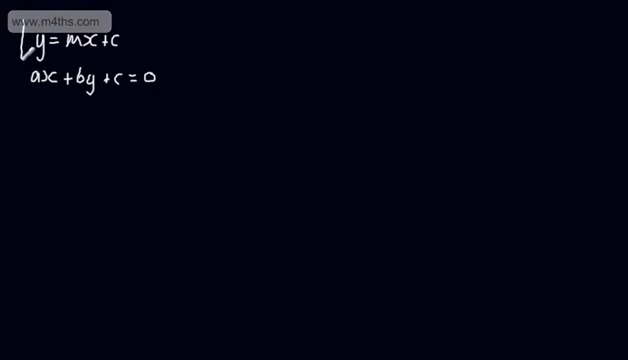 www.m4ths.com
y = mx + c
ax + by + c = 0